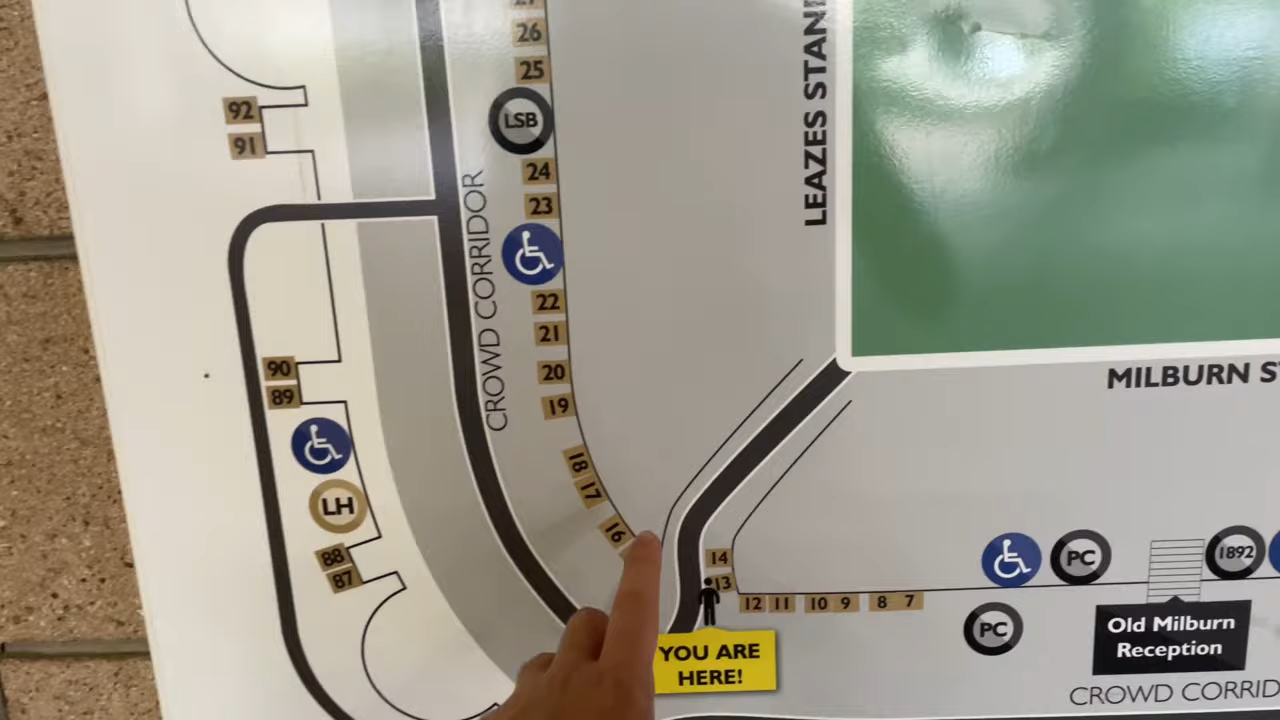 26
25
LSB
24
23
22
21
20
19
18
17
16
92
91
90
89
LH
88
87
CROWD CORRIDOR
LEAZES STAN
MILBURN S
14
13
12 11 10 9 8 7
PC
PC
1892
Old Milburn
Reception
YOU ARE
HERE!
CROWD CORRID